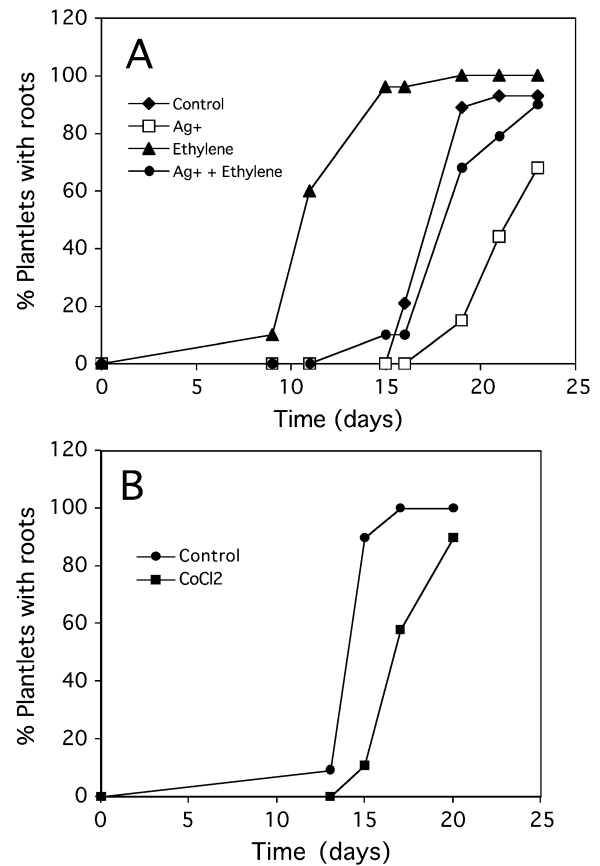 120
A
100
Control
Ag+
80
Ethylene
Ag+ + Ethylene
60
40
20
0
% Plantlets with roots
0 5 10 15 20 25
Time (days)
120
B
100
Control
80
CoCl2
60
40
20
0
% Plantlets with roots
0 5 10 15 20 25
Time (days)